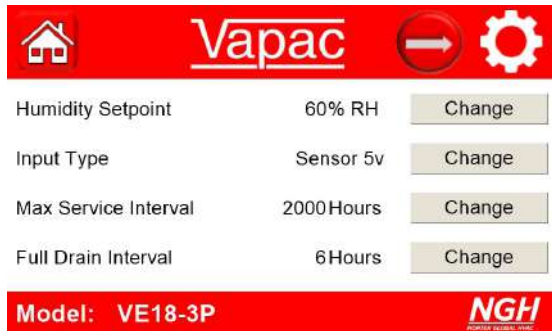 Vapac
Humidity Setpoint 60% RH Change
Input Type Sensor 5v Change
Max Service Interval 2000Hours Change
Full Drain Interval 6Hours Change
Model: VE18-3P NGH
HORTER GLOBAL HVAC